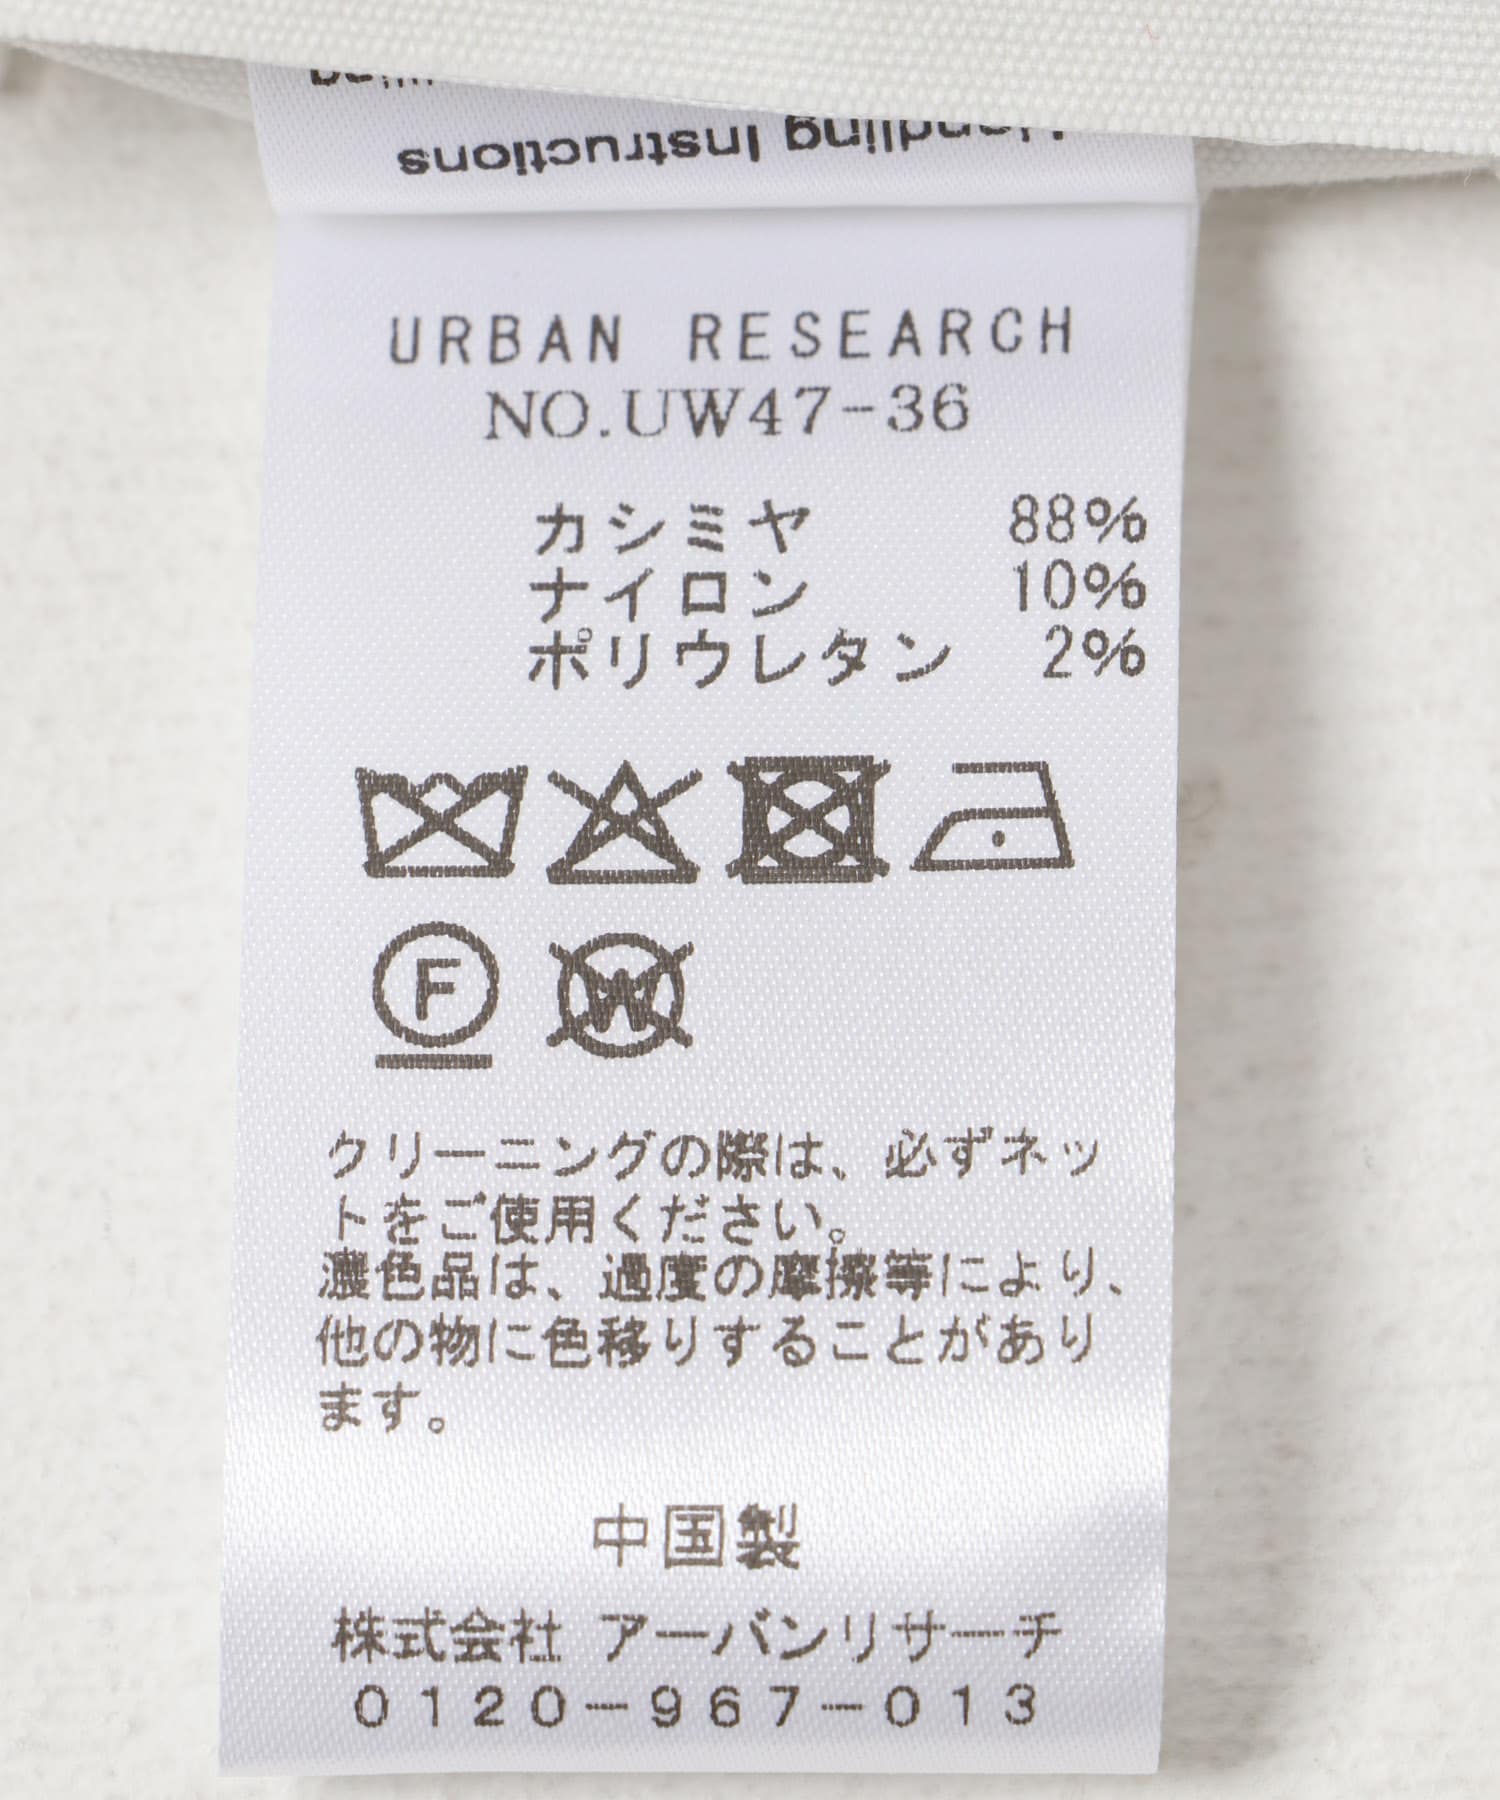 Handling Instructions
URBAN RESEARCH
NO.UW47-36
カシミヤ 88%
ナイロン 10%
ポリウレタン 2%
F W
クリーニングの際は、必ずネッ
トをご使用ください。
濃色品は、過度の摩擦等により、
他の物に色移りすることがあり
ます。
中国製
株式会社 アーバンリサーチ
0120-967-013